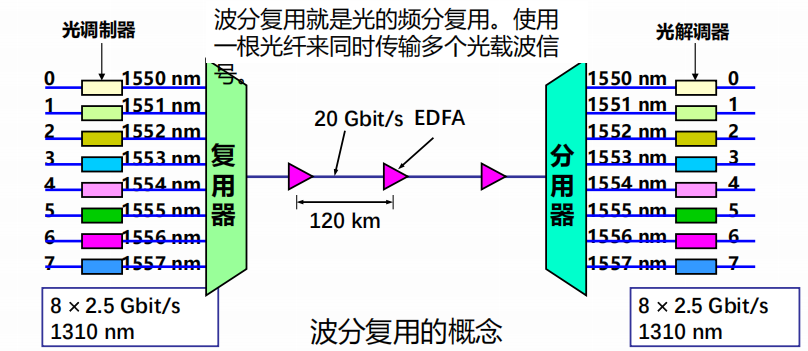 波分复用就是光的频分复用。使用
一根光纤来同时传输多个光载波信
号。
光调制器
光解调器
0 1550 nm
1 1551 nm
2 1552 nm
3 1553 nm
4 1554 nm
5 1555 nm
6 1556 nm
7 1557 nm
复用器
20 Gbit/s
EDFA
120 km
分用器
1550 nm 0
1551 nm 1
1552 nm 2
1553 nm 3
1554 nm 4
1555 nm 5
1556 nm 6
1557 nm 7
8 × 2.5 Gbit/s
1310 nm
8 × 2.5 Gbit/s
1310 nm
波分复用的概念